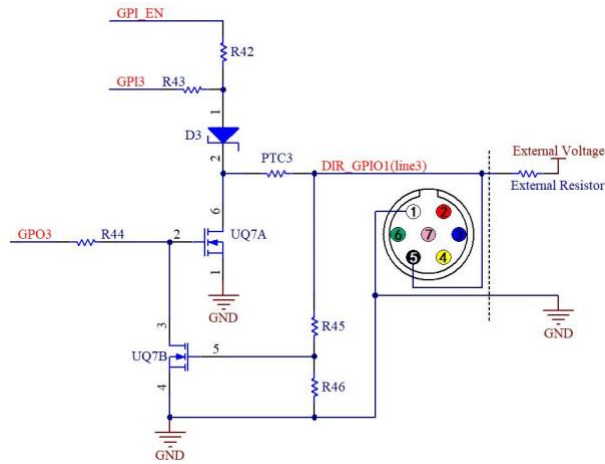 GPI_EN
R42
GPI3
R43
1
D3
2
PTC3
DIR_GPIO1(line3)
External Voltage
External Resistor
6
GPO3
R44
2
UQ7A
1
GND
1
2
6
7
3
5
4
GND
3
UQ7B
5
4
R45
R46
GND